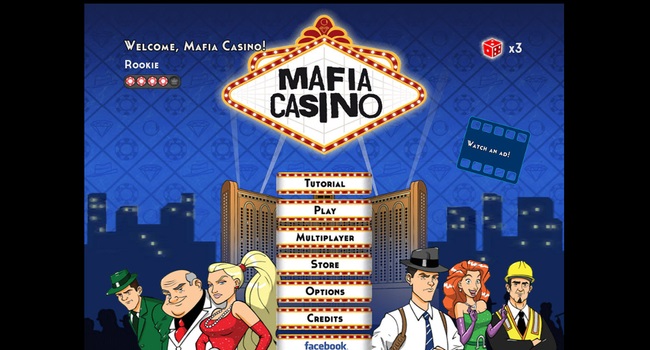 Welcome, Mafia Casino!
Rookie
x3
MAFIA
CASINO
Watch an ad!
Tutorial
Play
Multiplayer
Store
Options
Credits
facebook